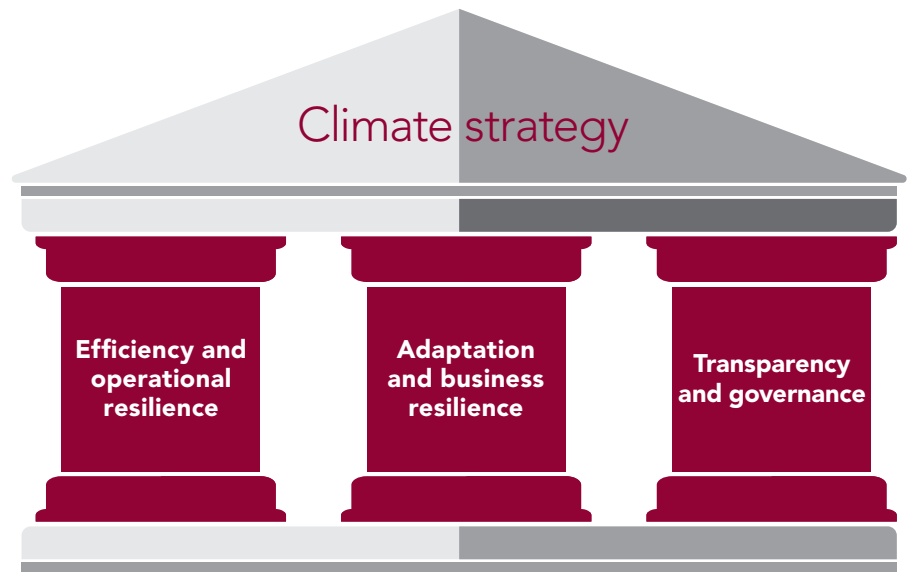 Climate strategy
Efficiency and
operational
resilience
Adaptation
and business
resilience
Transparency
and governance